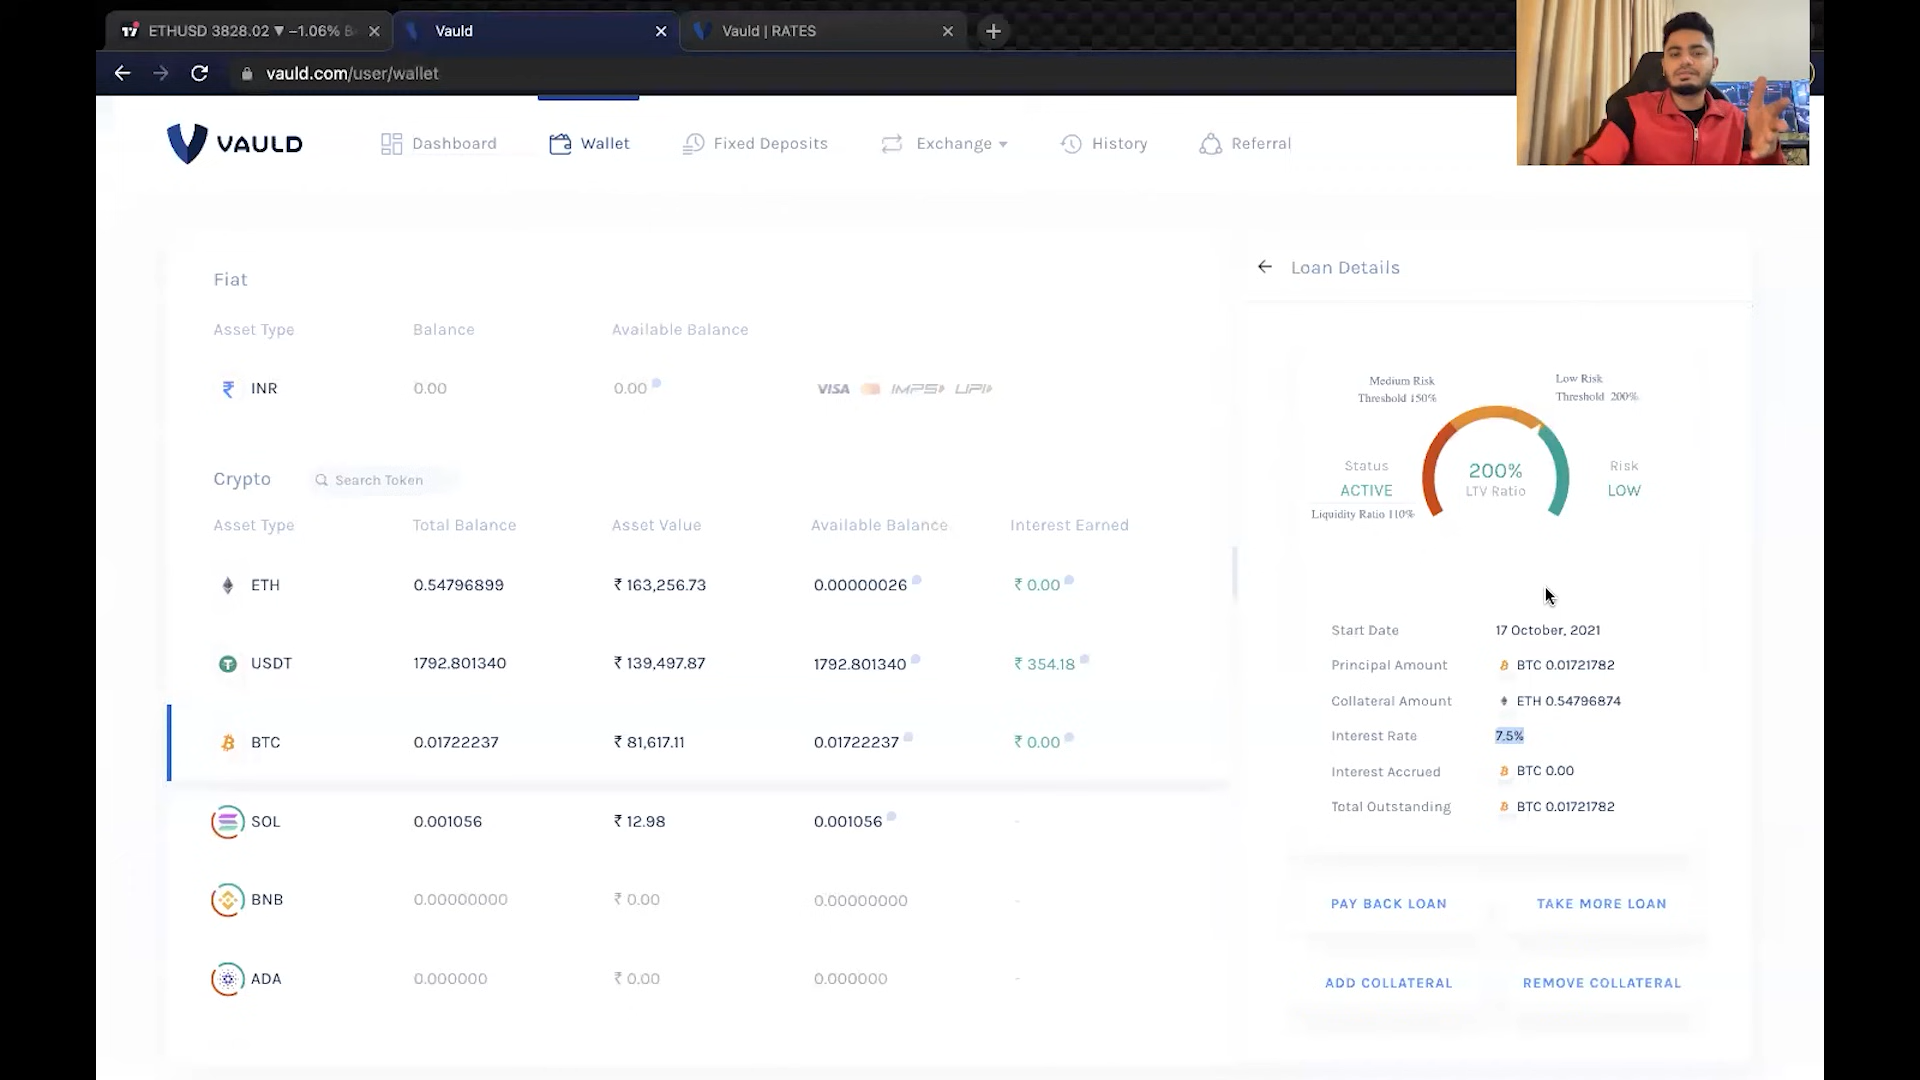 ETHUSD 3828.02 ▼ −1.06%
Vauld
Vauld | RATES
vauld.com/user/wallet
VAULD
Dashboard
Wallet
Fixed Deposits
Exchange
History
Referral
Fiat
Asset Type Balance Available Balance
₹ INR 0.00 0.00 VISA IMPS UPI
Crypto
Search Token
Asset Type Total Balance Asset Value Available Balance Interest Earned
ETH 0.54796899 ₹ 163,256.73 0.00000026 ₹ 0.00
USDT 1792.801340 ₹ 139,497.87 1792.801340 ₹ 354.18
BTC 0.01722237 ₹ 81,617.11 0.01722237 ₹ 0.00
SOL 0.001056 ₹ 12.98 0.001056 -
BNB 0.00000000 ₹ 0.00 0.00000000 -
ADA 0.000000 ₹ 0.00 0.000000 -
Loan Details
Medium Risk
Threshold 150%
Low Risk
Threshold 200%
Status
ACTIVE
Liquidity Ratio 110%
200%
LTV Ratio
Risk
LOW
Start Date 17 October, 2021
Principal Amount BTC 0.01721782
Collateral Amount ETH 0.54796874
Interest Rate 7.5%
Interest Accrued BTC 0.00
Total Outstanding BTC 0.01721782
PAY BACK LOAN TAKE MORE LOAN
ADD COLLATERAL REMOVE COLLATERAL